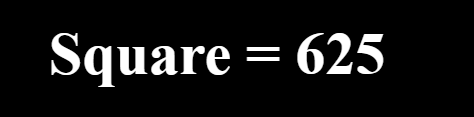 Square = 625